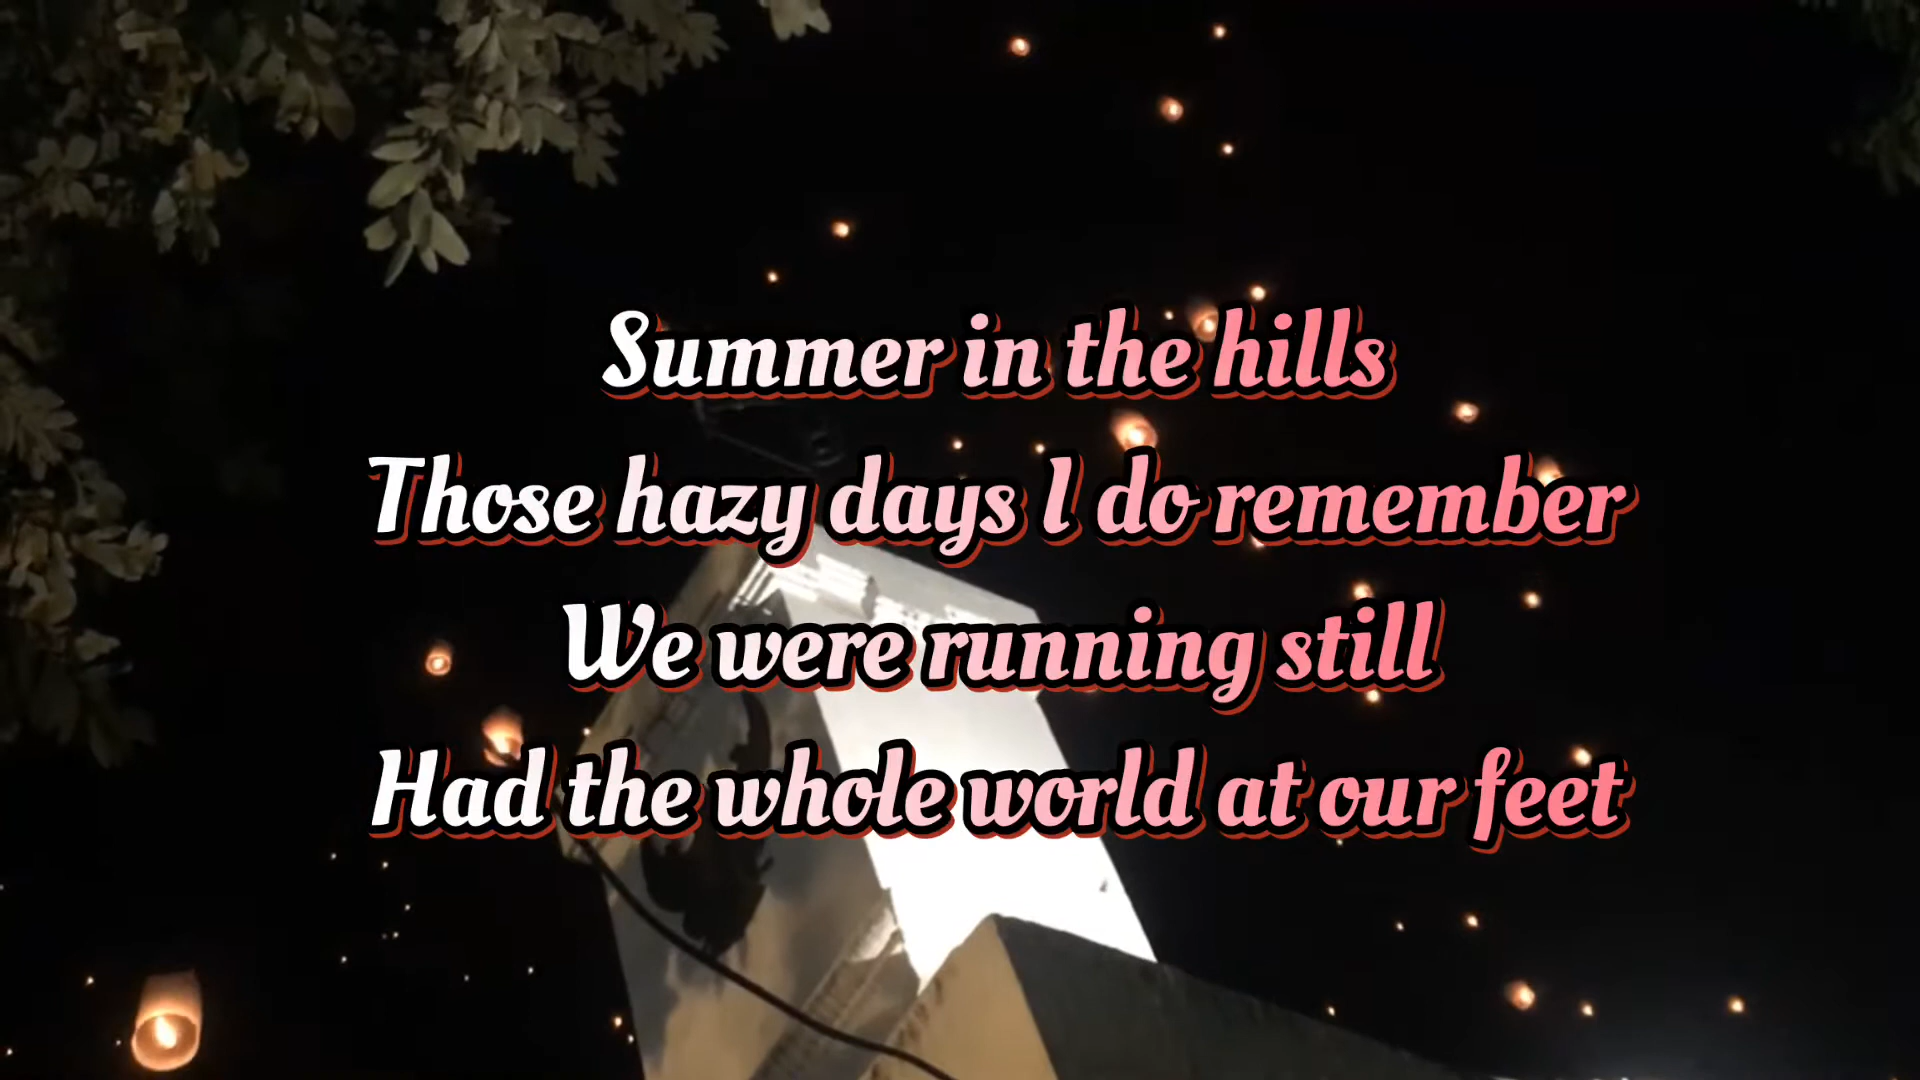 Summer in the hills
Those hazy days I do remember
We were running still
Had the whole world at our feet